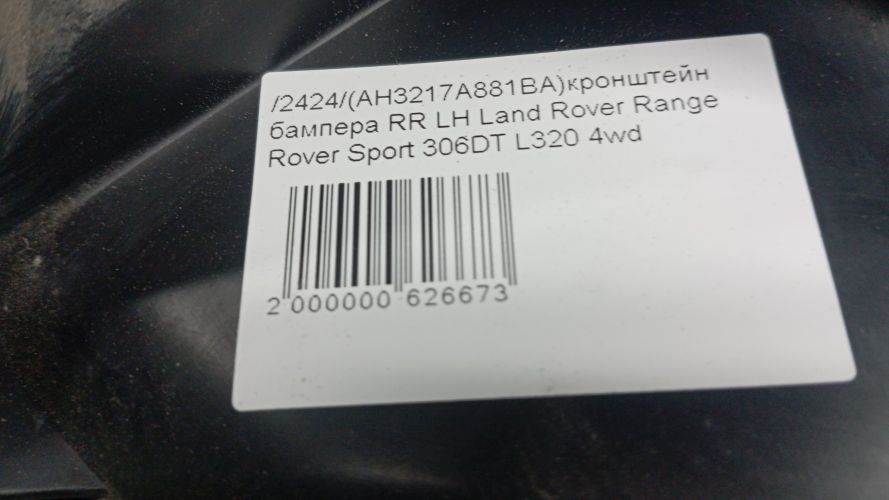 /2424/(AH3217A881BA)кронштейн
бампера RR LH Land Rover Range
Rover Sport 306DT L320 4wd
2 000000 626673